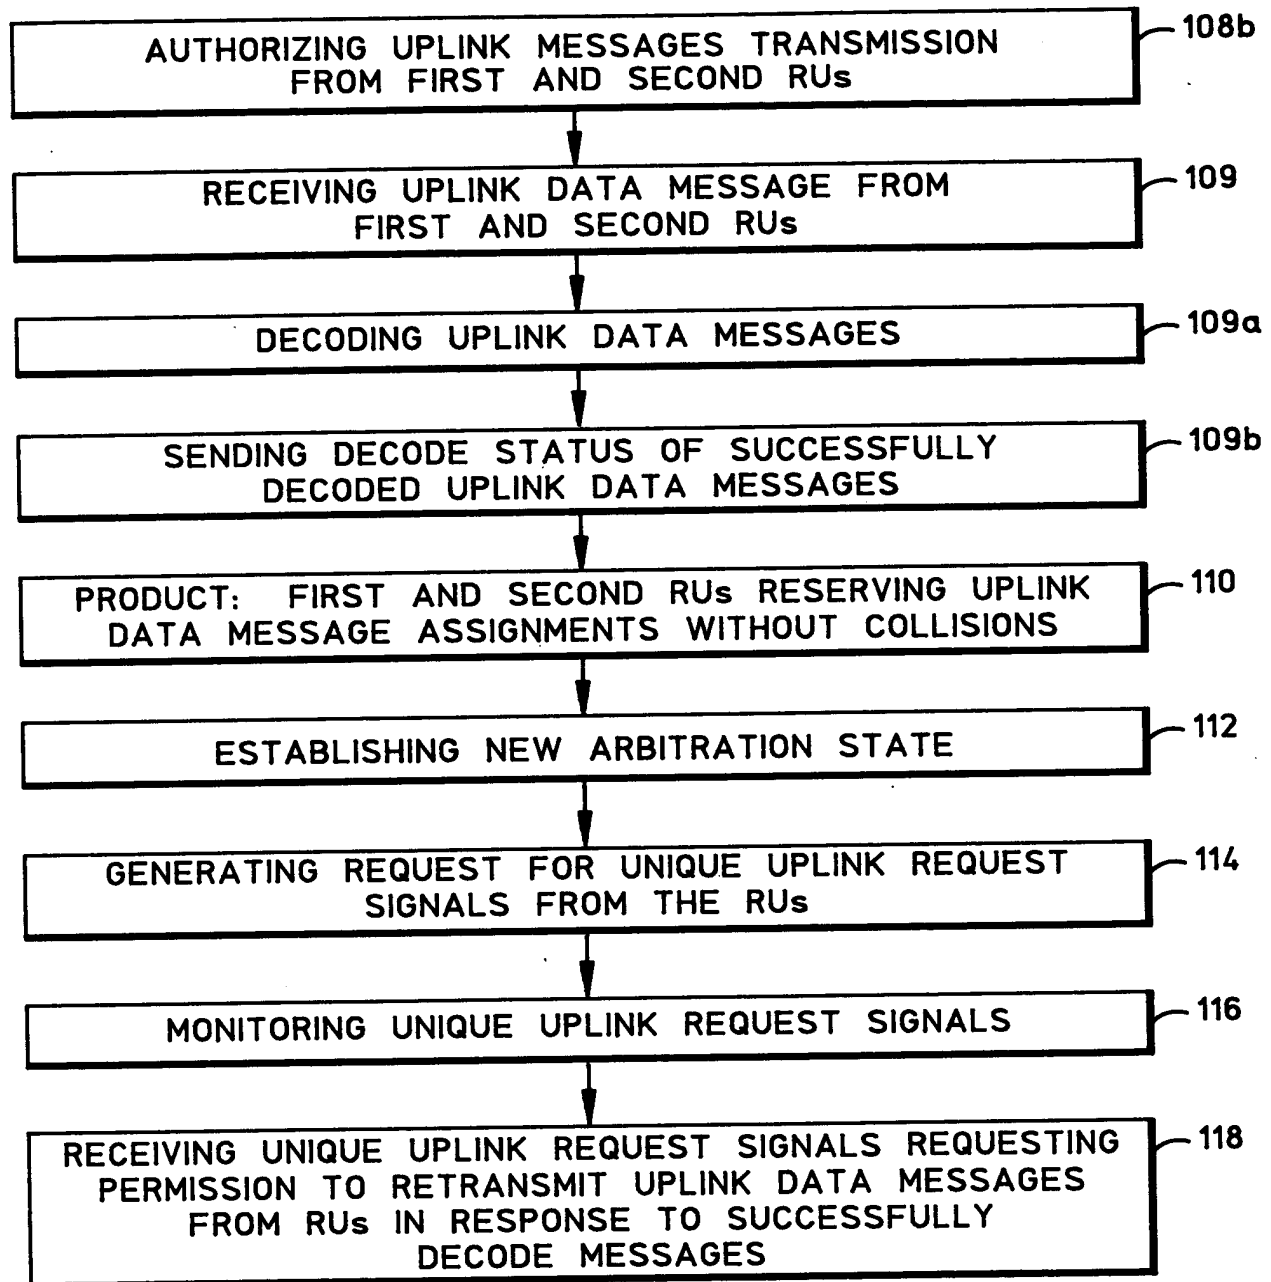 AUTHORIZING UPLINK MESSAGES TRANSMISSION
FROM FIRST AND SECOND RUs
108b
RECEIVING UPLINK DATA MESSAGE FROM
FIRST AND SECOND RUs
109
DECODING UPLINK DATA MESSAGES
109a
SENDING DECODE STATUS OF SUCCESSFULLY
DECODED UPLINK DATA MESSAGES
109b
PRODUCT: FIRST AND SECOND RUs RESERVING UPLINK
DATA MESSAGE ASSIGNMENTS WITHOUT COLLISIONS
110
ESTABLISHING NEW ARBITRATION STATE
112
GENERATING REQUEST FOR UNIQUE UPLINK REQUEST
SIGNALS FROM THE RUs
114
MONITORING UNIQUE UPLINK REQUEST SIGNALS
116
RECEIVING UNIQUE UPLINK REQUEST SIGNALS REQUESTING
PERMISSION TO RETRANSMIT UPLINK DATA MESSAGES
FROM RUs IN RESPONSE TO SUCCESSFULLY
DECODE MESSAGES
118